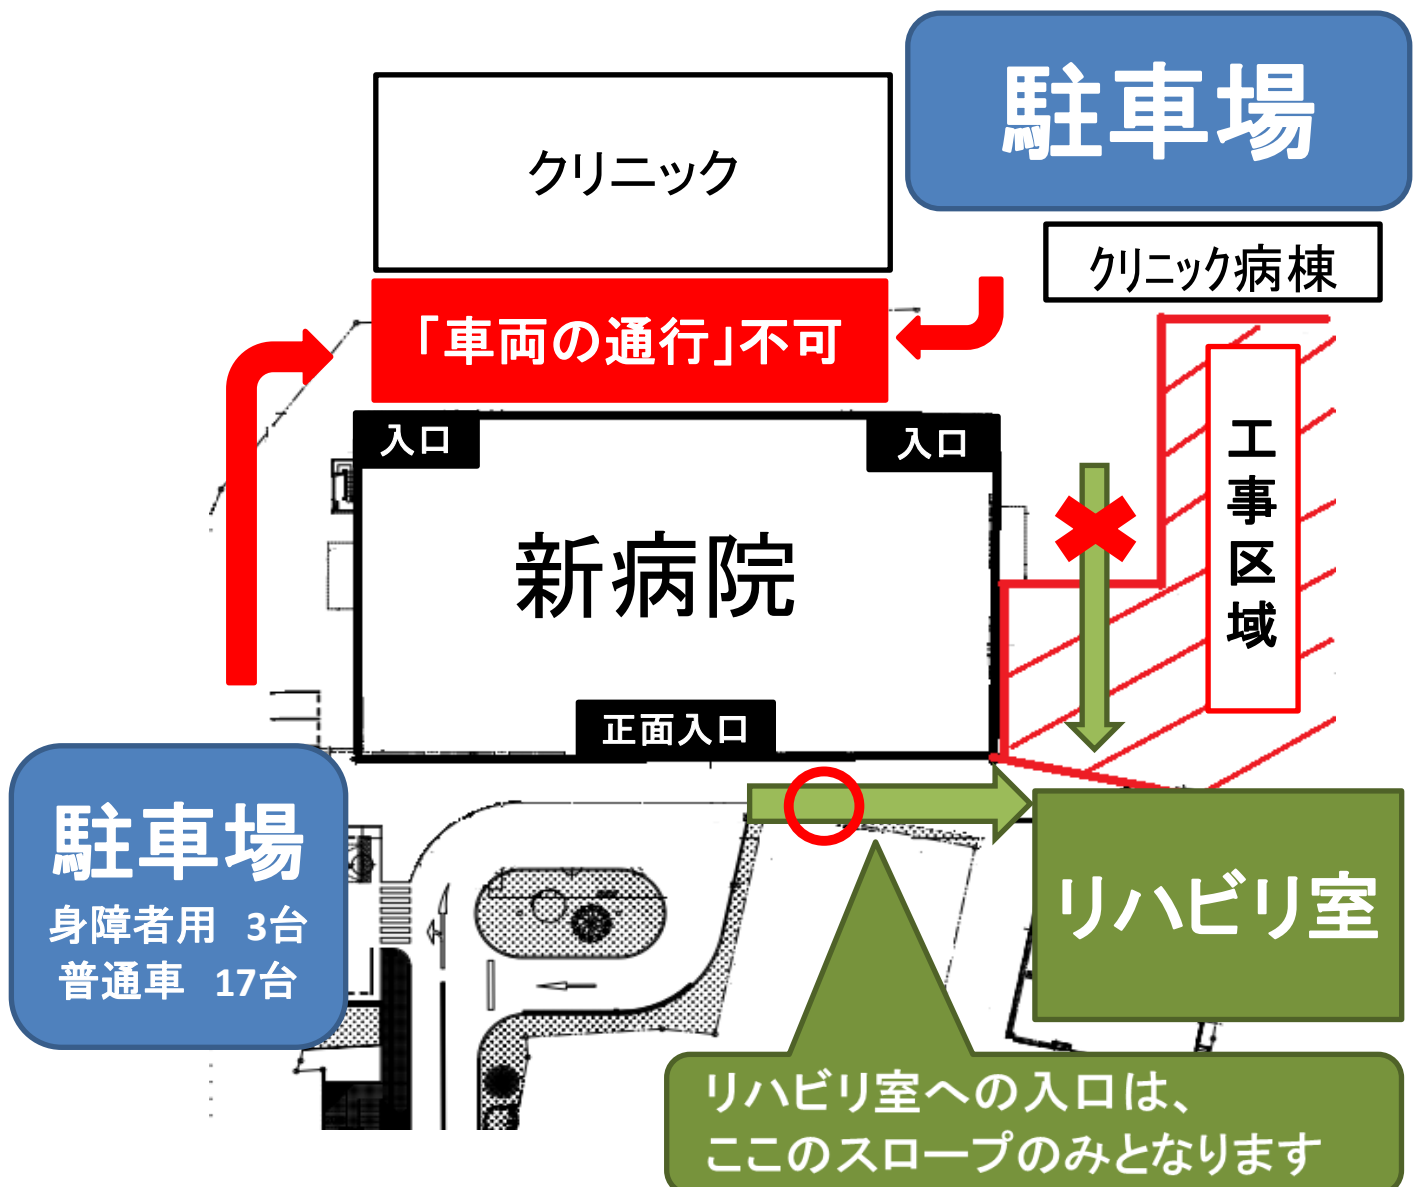 駐車場
クリニック
クリニック病棟
「車両の通行」不可
入口
入口
工事区域
新病院
正面入口
駐車場
身障者用 3台
普通車 17台
リハビリ室
リハビリ室への入口は、
ここのスロープのみとなります